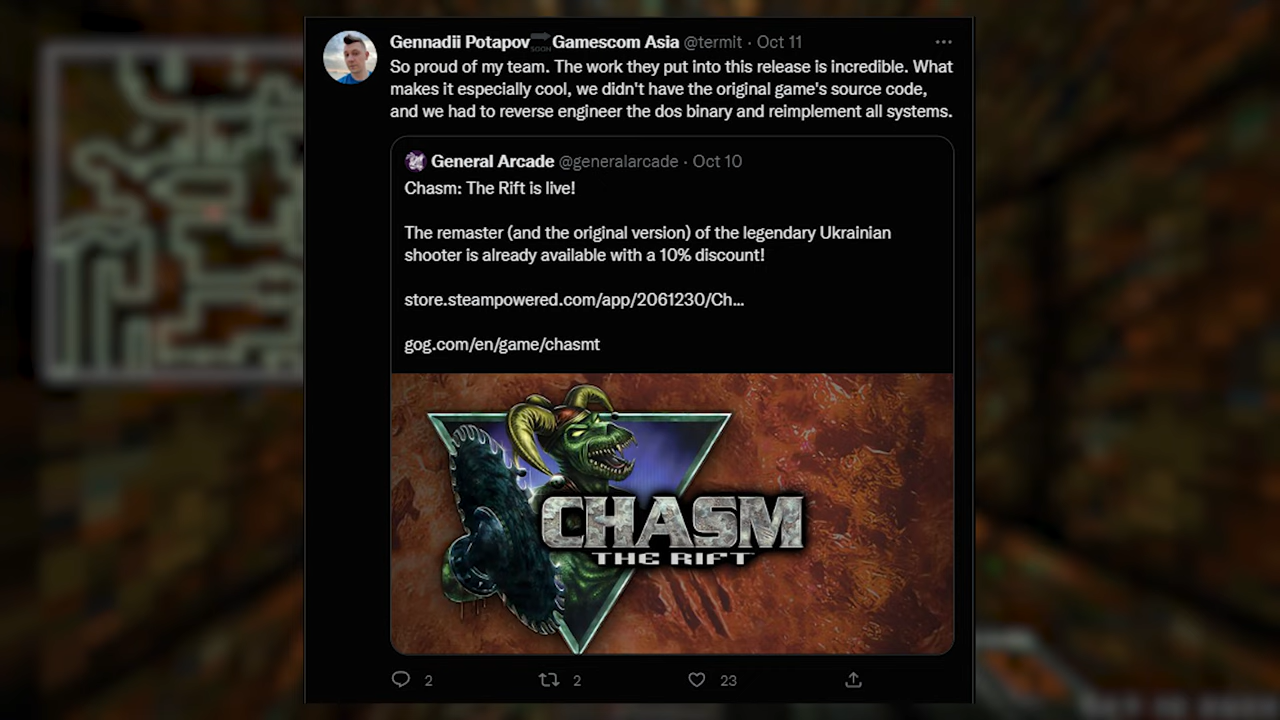 Gennadii Potapov SOON Gamescom Asia @termit · Oct 11
So proud of my team. The work they put into this release is incredible. What
makes it especially cool, we didn't have the original game's source code,
and we had to reverse engineer the dos binary and reimplement all systems.
General Arcade @generalarcade · Oct 10
Chasm: The Rift is live!
The remaster (and the original version) of the legendary Ukrainian
shooter is already available with a 10% discount!
store.steampowered.com/app/2061230/Ch...
gog.com/en/game/chasmt
CHASM
THE RIFT
2 2 23